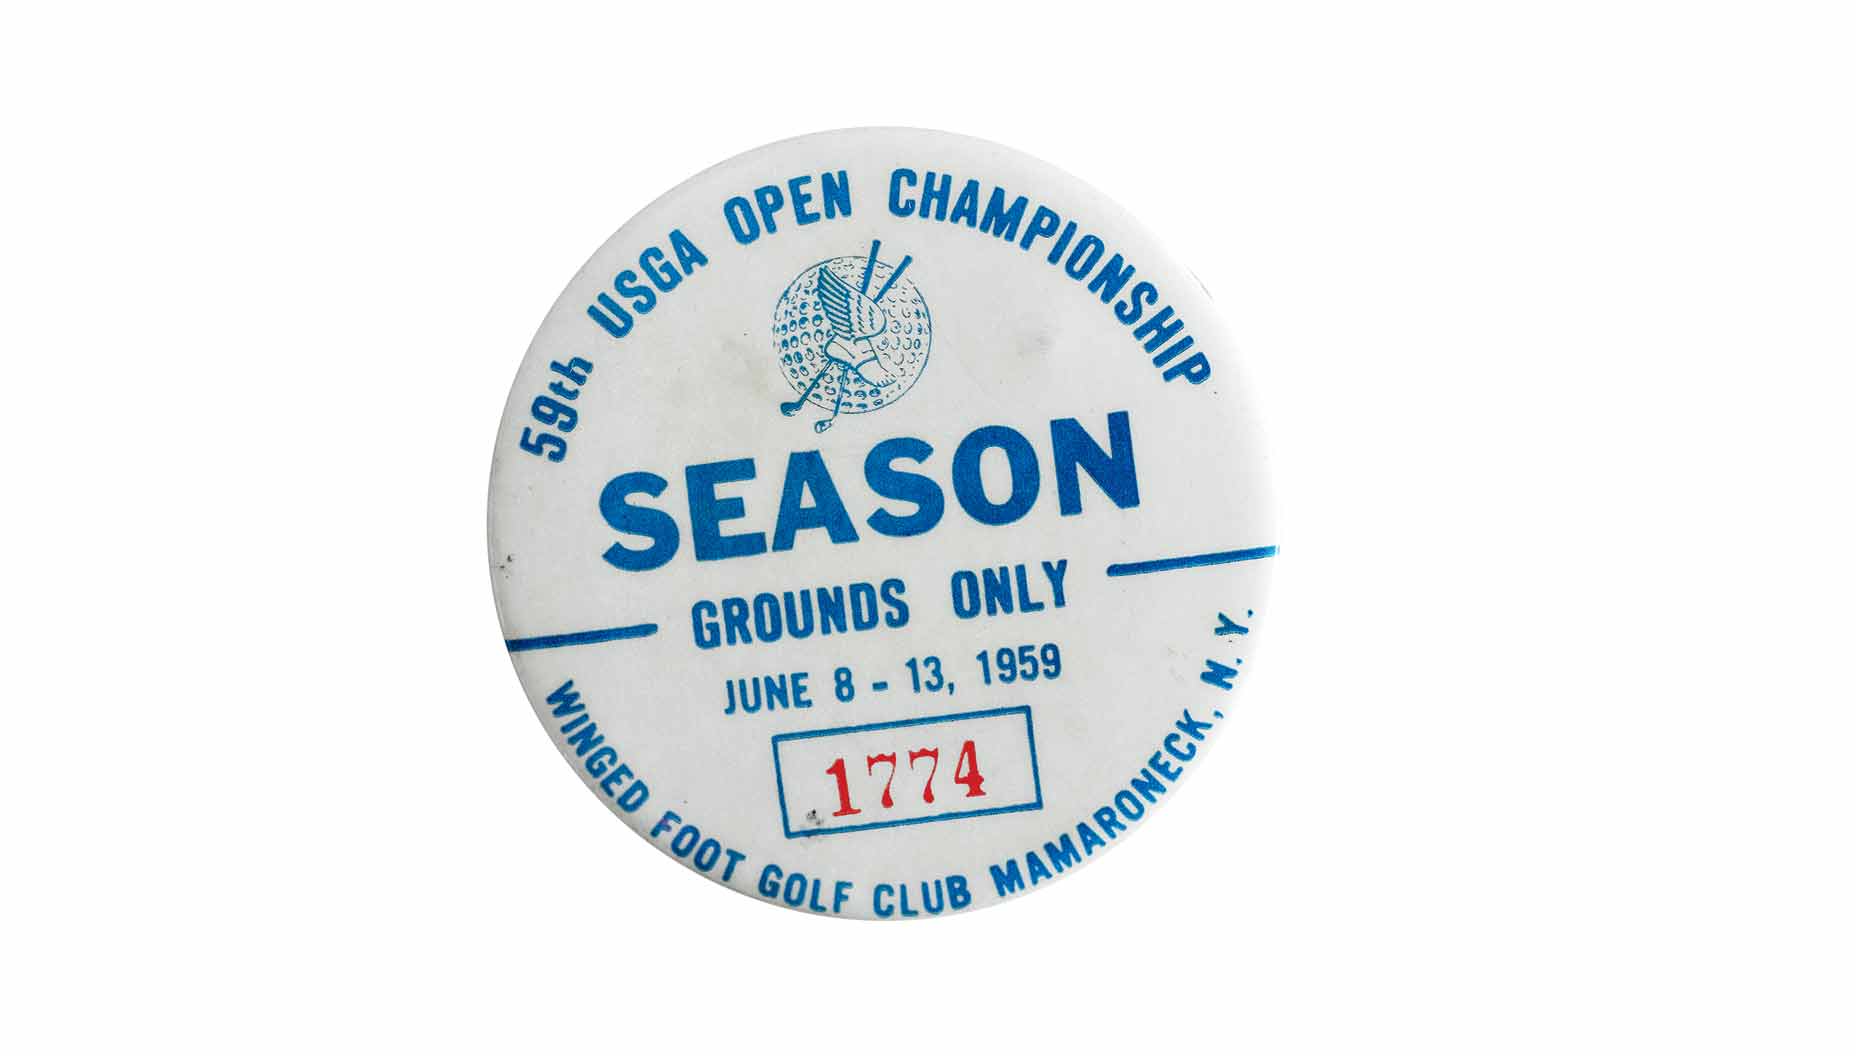 59th USGA OPEN CHAMPIONSHIP
SEASON
GROUNDS ONLY
JUNE 8 - 13, 1959
1774
WINGED FOOT GOLF CLUB MAMARONECK, N.Y.